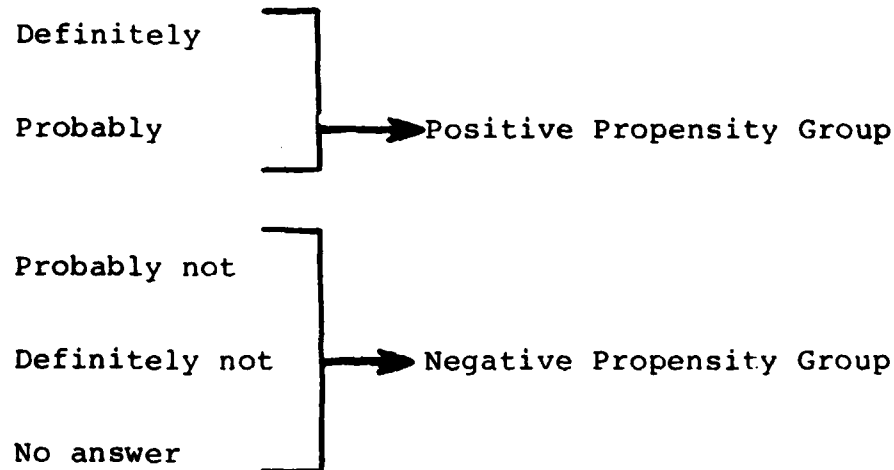 Definitely
Probably
Positive Propensity Group
Probably not
Definitely not
Negative Propensity Group
No answer